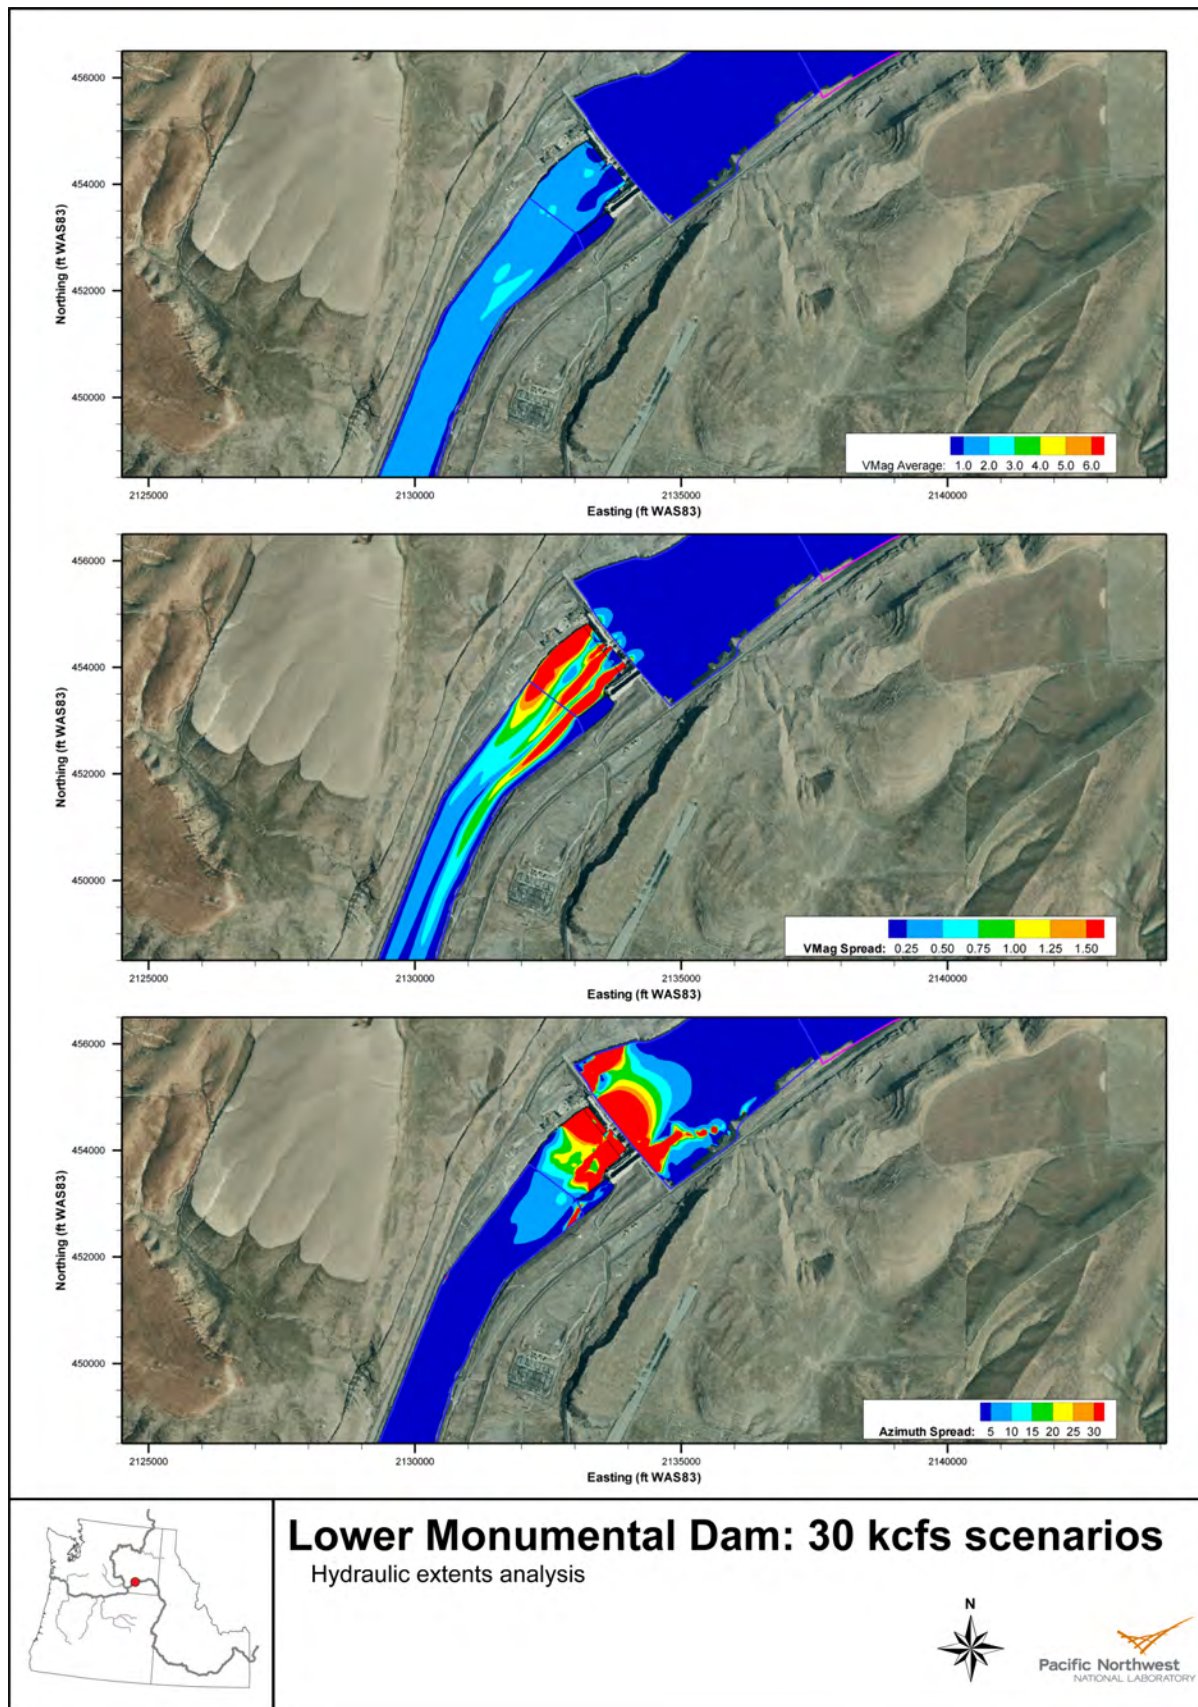 456000
454000
452000
450000
Northing (ft WAS83)
VMag Average: 1.0 2.0 3.0 4.0 5.0 6.0
2125000 2130000 2135000 2140000
Easting (ft WAS83)
456000
454000
452000
450000
Northing (ft WAS83)
VMag Spread: 0.25 0.50 0.75 1.00 1.25 1.50
2125000 2130000 2135000 2140000
Easting (ft WAS83)
456000
454000
452000
450000
Northing (ft WAS83)
Azimuth Spread: 5 10 15 20 25 30
2125000 2130000 2135000 2140000
Easting (ft WAS83)
Lower Monumental Dam: 30 kcfs scenarios
Hydraulic extents analysis
N
Pacific Northwest
NATIONAL LABORATORY